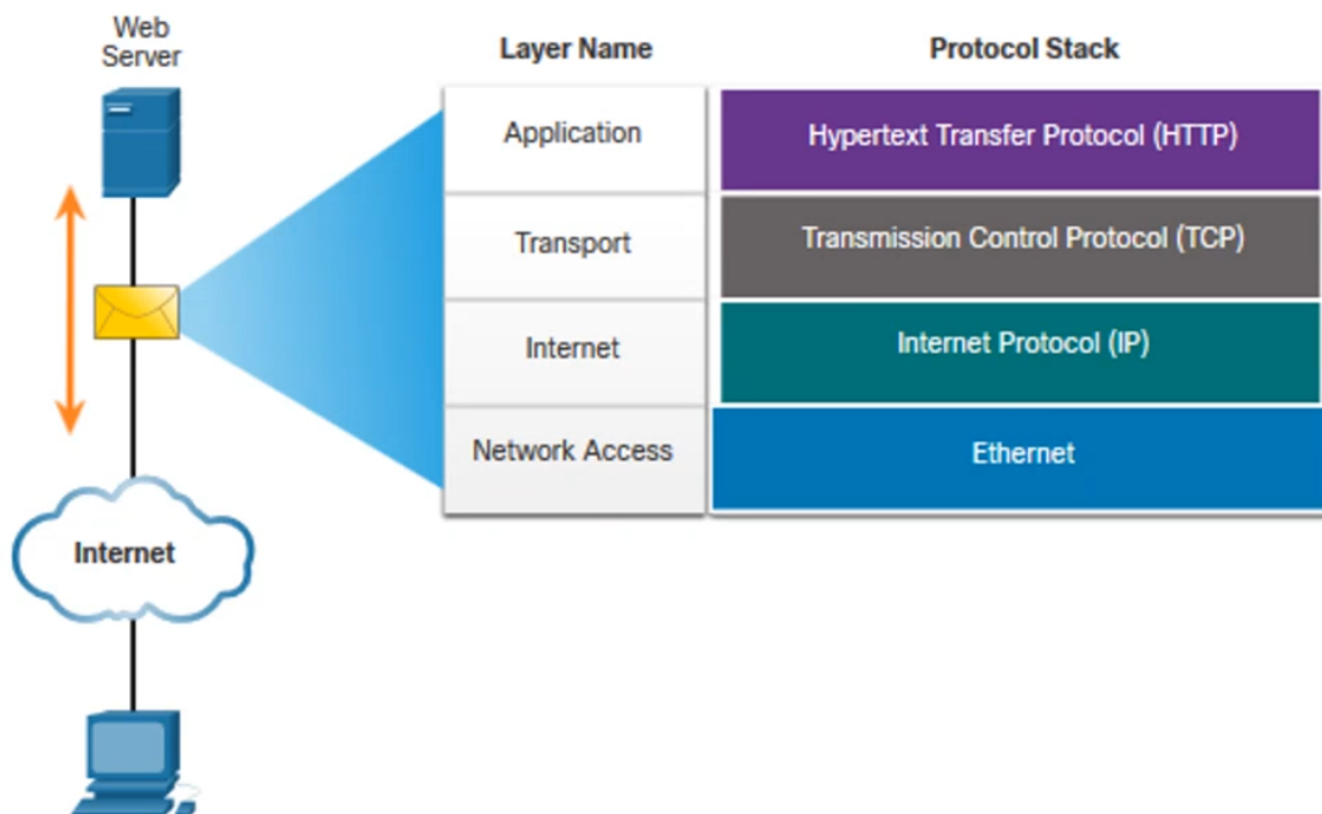 Web
Server
Layer Name
Protocol Stack
Application
Hypertext Transfer Protocol (HTTP)
Transport
Transmission Control Protocol (TCP)
Internet
Internet Protocol (IP)
Network Access
Ethernet
Internet